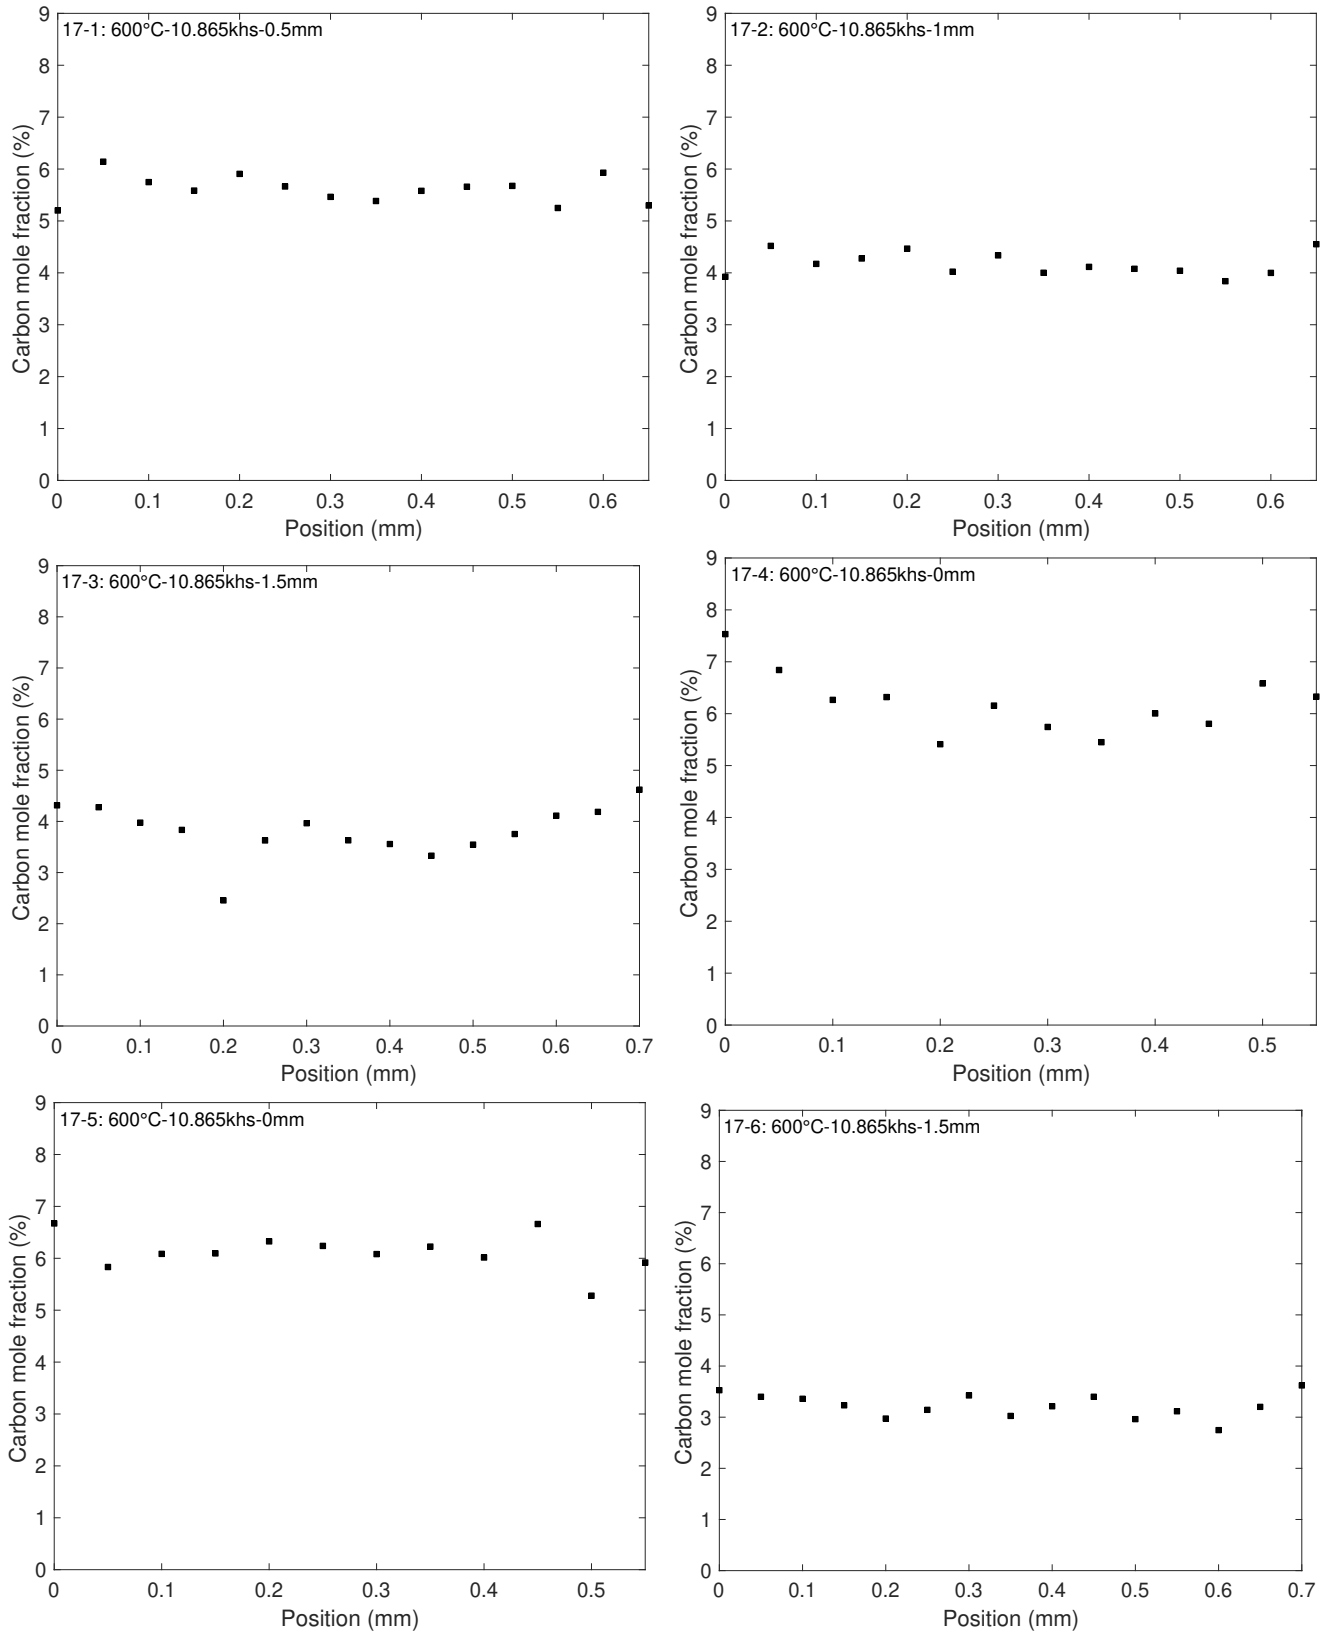 17-1: 600°C-10.865khs-0.5mm
Carbon mole fraction (%)
9
8
7
6
5
4
3
2
1
0
0 0.1 0.2 0.3 0.4 0.5 0.6
Position (mm)
17-2: 600°C-10.865khs-1mm
Carbon mole fraction (%)
9
8
7
6
5
4
3
2
1
0
0 0.1 0.2 0.3 0.4 0.5 0.6
Position (mm)
17-3: 600°C-10.865khs-1.5mm
Carbon mole fraction (%)
9
8
7
6
5
4
3
2
1
0
0 0.1 0.2 0.3 0.4 0.5 0.6 0.7
Position (mm)
17-4: 600°C-10.865khs-0mm
Carbon mole fraction (%)
9
8
7
6
5
4
3
2
1
0
0 0.1 0.2 0.3 0.4 0.5
Position (mm)
17-5: 600°C-10.865khs-0mm
Carbon mole fraction (%)
9
8
7
6
5
4
3
2
1
0
0 0.1 0.2 0.3 0.4 0.5
Position (mm)
17-6: 600°C-10.865khs-1.5mm
Carbon mole fraction (%)
9
8
7
6
5
4
3
2
1
0
0 0.1 0.2 0.3 0.4 0.5 0.6 0.7
Position (mm)